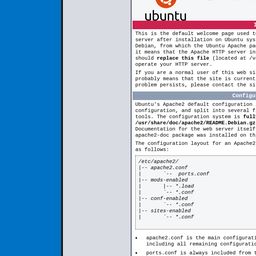 ubuntu
This is the default welcome page used t
server after installation on Ubuntu sys
Debian, from which the Ubuntu Apache pa
it means that the Apache HTTP server in
should replace this file (located at /v
operate your HTTP server.
If you are a normal user of this web si
probably means that the site is current
problem persists, please contact the si
Configu
Ubuntu's Apache2 default configuration
configuration, and split into several f
tools. The configuration system is full
/usr/share/doc/apache2/README.Debian.gz
Documentation for the web server itself
apache2-doc package was installed on th
The configuration layout for an Apache2
as follows:
/etc/apache2/
|-- apache2.conf
|       `--  ports.conf
|-- mods-enabled
|       |-- *.load
|       `-- *.conf
|-- conf-enabled
|       `-- *.conf
|-- sites-enabled
|       `-- *.conf
• apache2.conf is the main configurati
including all remaining configuratio
• ports.conf is always included from t